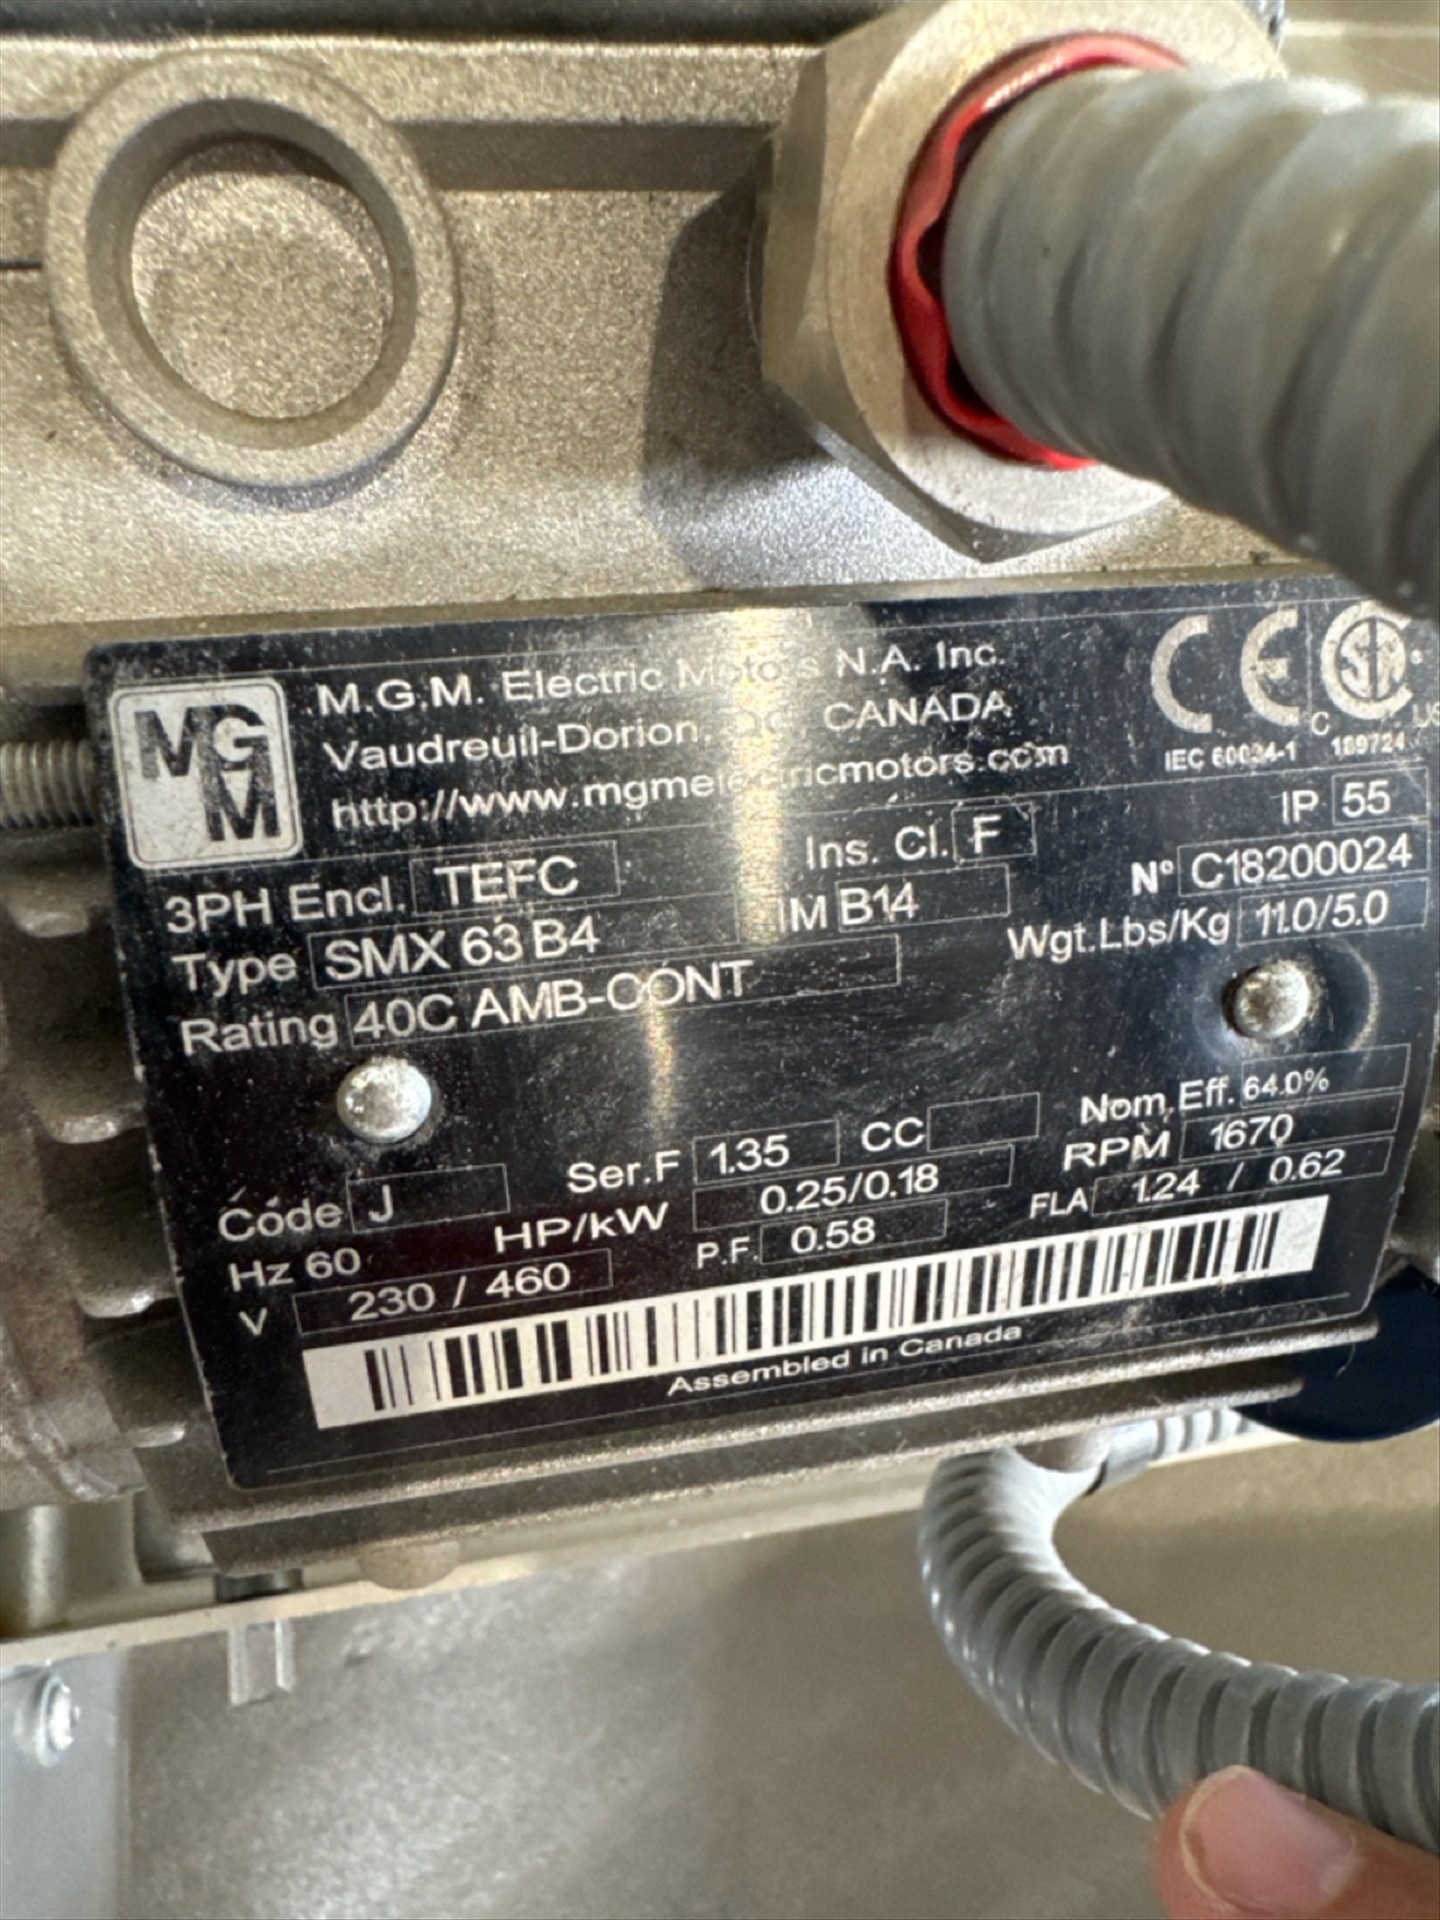 MGM
M.G.M. Electric Motors N.A. Inc.
Vaudreuil-Dorion, CANADA
http://www.mgmelectricmotors.com
CE
IEC 60034-1
C US
189724
3PH Encl. TEFC Ins. Cl. F IP 55
Type SMX 63 B4 IM B14 N° C18200024
Rating 40C AMB-CONT Wgt.Lbs/Kg 11.0/5.0
Code J Ser.F 1.35 CC Nom. Eff. 64.0%
Hz 60 HP/kW 0.25/0.18 RPM 1670
V 230 / 460 P.F. 0.58 FLA 1.24 / 0.62
Assembled in Canada